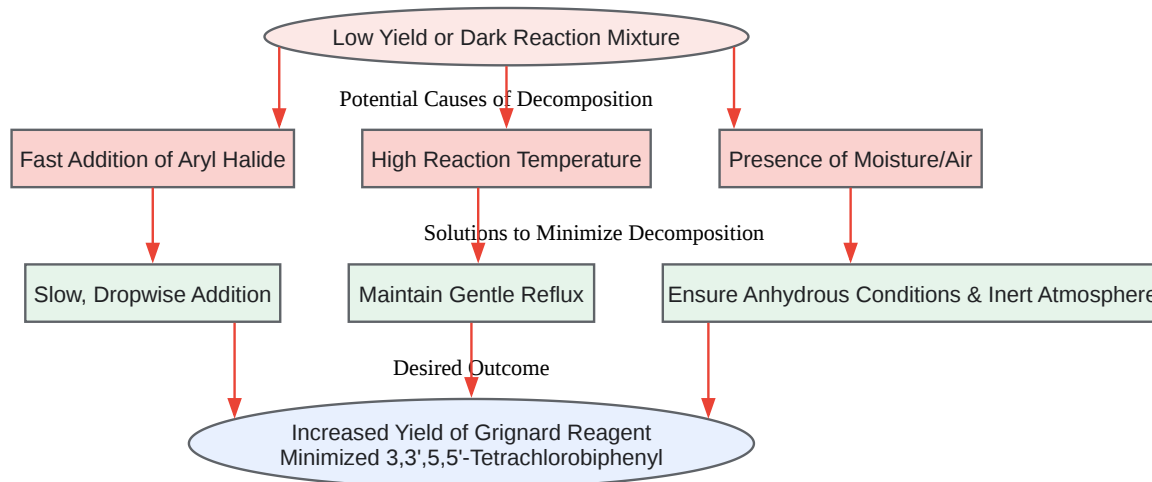 Low Yield or Dark Reaction Mixture
Potential Causes of Decomposition
Fast Addition of Aryl Halide
High Reaction Temperature
Presence of Moisture/Air
Solutions to Minimize Decomposition
Slow, Dropwise Addition
Maintain Gentle Reflux
Ensure Anhydrous Conditions & Inert Atmosphere
Desired Outcome
Increased Yield of Grignard Reagent
Minimized 3,3',5,5'-Tetrachlorobiphenyl